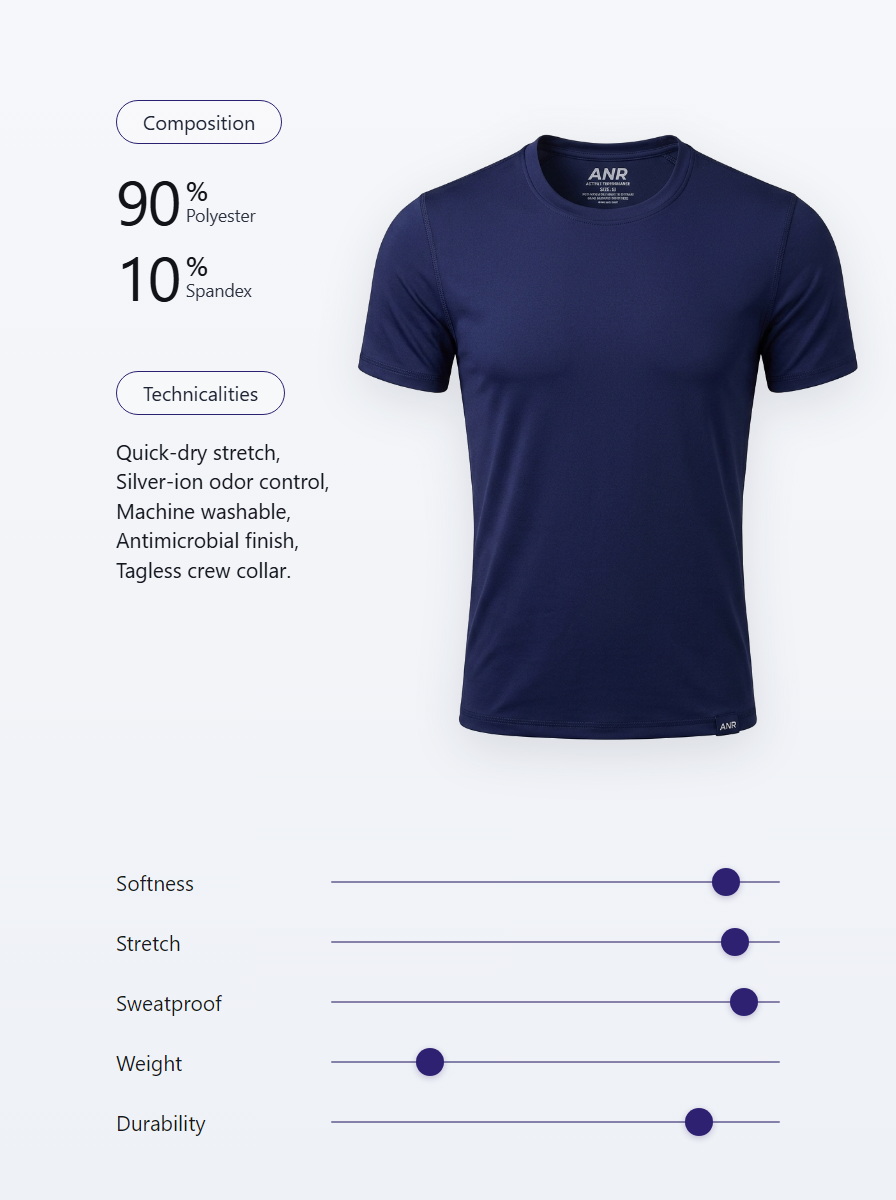 Composition
90 %
Polyester
10 %
Spandex
Technicalities
Quick-dry stretch,
Silver-ion odor control,
Machine washable,
Antimicrobial finish,
Tagless crew collar.
ANR
ANR
Softness
Stretch
Sweatproof
Weight
Durability